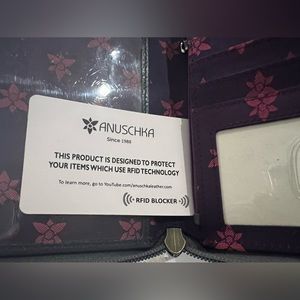 ANUSCHKA
Since 1988
THIS PRODUCT IS DESIGNED TO PROTECT
YOUR ITEMS WHICH USE RFID TECHNOLOGY
To learn more, go to YouTube.com/anuschkaleather.com
RFID BLOCKER